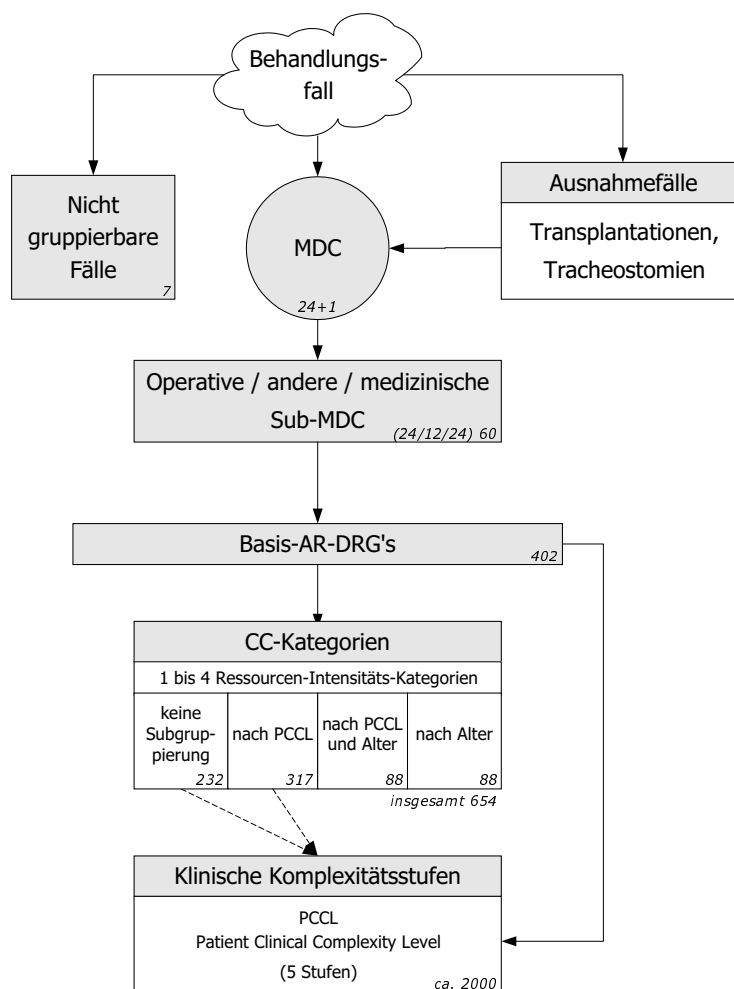 Behandlungs-
fall
Nicht
gruppierbare
Fälle
7
MDC
24+1
Ausnahmefälle
Transplantationen,
Tracheostomien
Operative / andere / medizinische
Sub-MDC
(24/12/24) 60
Basis-AR-DRG's
402
CC-Kategorien
1 bis 4 Ressourcen-Intensitäts-Kategorien
keine
Subgrup-
pierung
232
nach PCCL
317
nach PCCL
und Alter
88
nach Alter
88
insgesamt 654
Klinische Komplexitätsstufen
PCCL
Patient Clinical Complexity Level
(5 Stufen)
ca. 2000